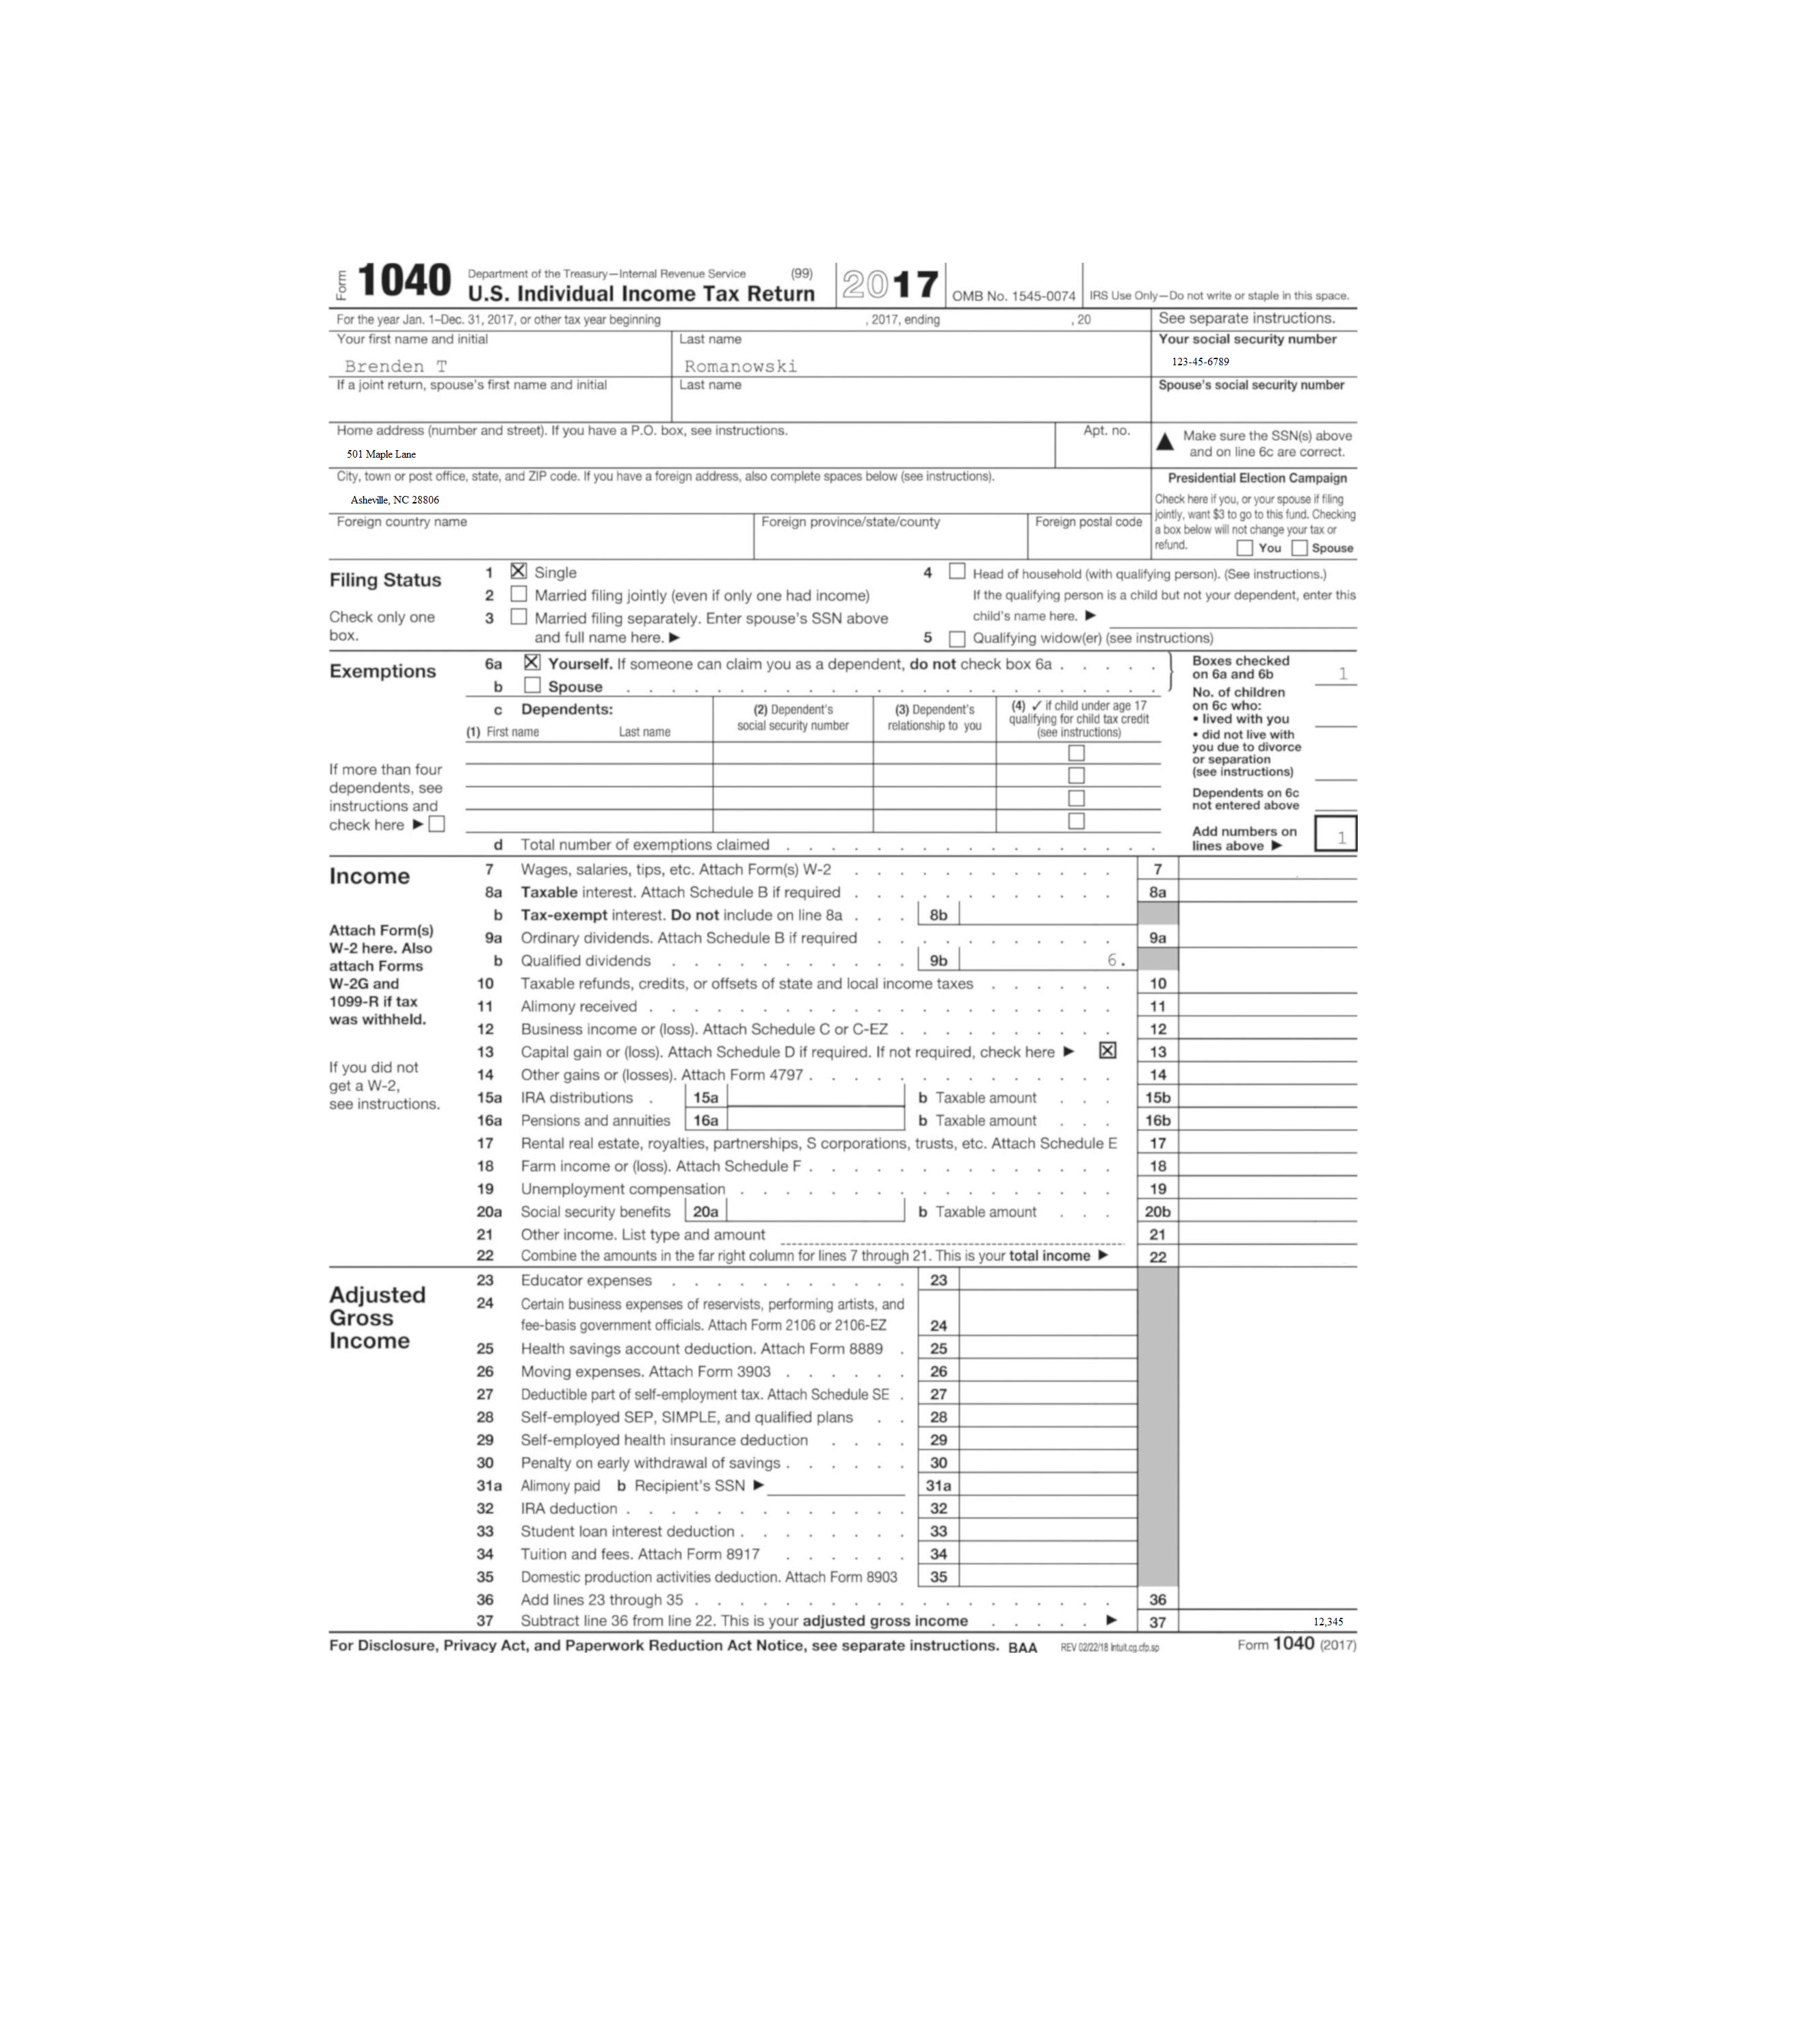 Form 1040 Department of the Treasury—Internal Revenue Service (99)
U.S. Individual Income Tax Return 2017 OMB No. 1545-0074 IRS Use Only—Do not write or staple in this space.
For the year Jan. 1–Dec. 31, 2017, or other tax year beginning , 2017, ending , 20 See separate instructions.
Your first name and initial Last name Your social security number
Brenden T Romanowski 123-45-6789
If a joint return, spouse's first name and initial Last name Spouse's social security number
Home address (number and street). If you have a P.O. box, see instructions. Apt. no.
501 Maple Lane
▲ Make sure the SSN(s) above
and on line 6c are correct.
City, town or post office, state, and ZIP code. If you have a foreign address, also complete spaces below (see instructions).
Asheville, NC 28806
Foreign country name Foreign province/state/county Foreign postal code
Presidential Election Campaign
Check here if you, or your spouse if filing
jointly, want $3 to go to this fund. Checking
a box below will not change your tax or
refund. You Spouse
Filing Status
Check only one
box.
1 ☒ Single
2 Married filing jointly (even if only one had income)
3 Married filing separately. Enter spouse's SSN above
and full name here. ▶
4 Head of household (with qualifying person). (See instructions.)
If the qualifying person is a child but not your dependent, enter this
child's name here. ▶
5 Qualifying widow(er) (see instructions)
Exemptions
6a ☒ Yourself. If someone can claim you as a dependent, do not check box 6a . . . . .
b Spouse . . . . . . . . . . . . . . . . . . . . .
c Dependents:
(1) First name Last name
(2) Dependent's
social security number
(3) Dependent's
relationship to you
(4) ✓ if child under age 17
qualifying for child tax credit
(see instructions)
If more than four
dependents, see
instructions and
check here ▶
d Total number of exemptions claimed . . . . . . . . . . . . . . . . .
Boxes checked
on 6a and 6b 1
No. of children
on 6c who:
• lived with you
• did not live with
you due to divorce
or separation
(see instructions)
Dependents on 6c
not entered above
Add numbers on
lines above ▶ 1
Income
Attach Form(s)
W-2 here. Also
attach Forms
W-2G and
1099-R if tax
was withheld.
If you did not
get a W-2,
see instructions.
7 Wages, salaries, tips, etc. Attach Form(s) W-2 . . . . . . . . . . . . 7
8a Taxable interest. Attach Schedule B if required . . . . . . . . . . . . 8a
b Tax-exempt interest. Do not include on line 8a . . . 8b
9a Ordinary dividends. Attach Schedule B if required . . . . . . . . . . . 9a
b Qualified dividends . . . . . . . . . . . 9b 6.
10 Taxable refunds, credits, or offsets of state and local income taxes . . . . . . 10
11 Alimony received . . . . . . . . . . . . . . . . . . . . . 11
12 Business income or (loss). Attach Schedule C or C-EZ . . . . . . . . . . 12
13 Capital gain or (loss). Attach Schedule D if required. If not required, check here ▶ ☒ 13
14 Other gains or (losses). Attach Form 4797 . . . . . . . . . . . . . . 14
15a IRA distributions . 15a b Taxable amount . . . 15b
16a Pensions and annuities 16a b Taxable amount . . . 16b
17 Rental real estate, royalties, partnerships, S corporations, trusts, etc. Attach Schedule E 17
18 Farm income or (loss). Attach Schedule F . . . . . . . . . . . . . . 18
19 Unemployment compensation . . . . . . . . . . . . . . . . . 19
20a Social security benefits 20a b Taxable amount . . . 20b
21 Other income. List type and amount 21
22 Combine the amounts in the far right column for lines 7 through 21. This is your total income ▶ 22
Adjusted
Gross
Income
23 Educator expenses . . . . . . . . . . . 23
24 Certain business expenses of reservists, performing artists, and
fee-basis government officials. Attach Form 2106 or 2106-EZ 24
25 Health savings account deduction. Attach Form 8889 . 25
26 Moving expenses. Attach Form 3903 . . . . . . 26
27 Deductible part of self-employment tax. Attach Schedule SE . 27
28 Self-employed SEP, SIMPLE, and qualified plans . . 28
29 Self-employed health insurance deduction . . . . 29
30 Penalty on early withdrawal of savings . . . . . . 30
31a Alimony paid b Recipient's SSN ▶ 31a
32 IRA deduction . . . . . . . . . . . . . 32
33 Student loan interest deduction . . . . . . . . 33
34 Tuition and fees. Attach Form 8917 . . . . . . 34
35 Domestic production activities deduction. Attach Form 8903 35
36 Add lines 23 through 35 . . . . . . . . . . . . . . . . . . . 36
37 Subtract line 36 from line 22. This is your adjusted gross income . . . . . ▶ 37 12,345
For Disclosure, Privacy Act, and Paperwork Reduction Act Notice, see separate instructions. BAA REV 02/22/18 Intuit.cg.cfp.sp Form 1040 (2017)